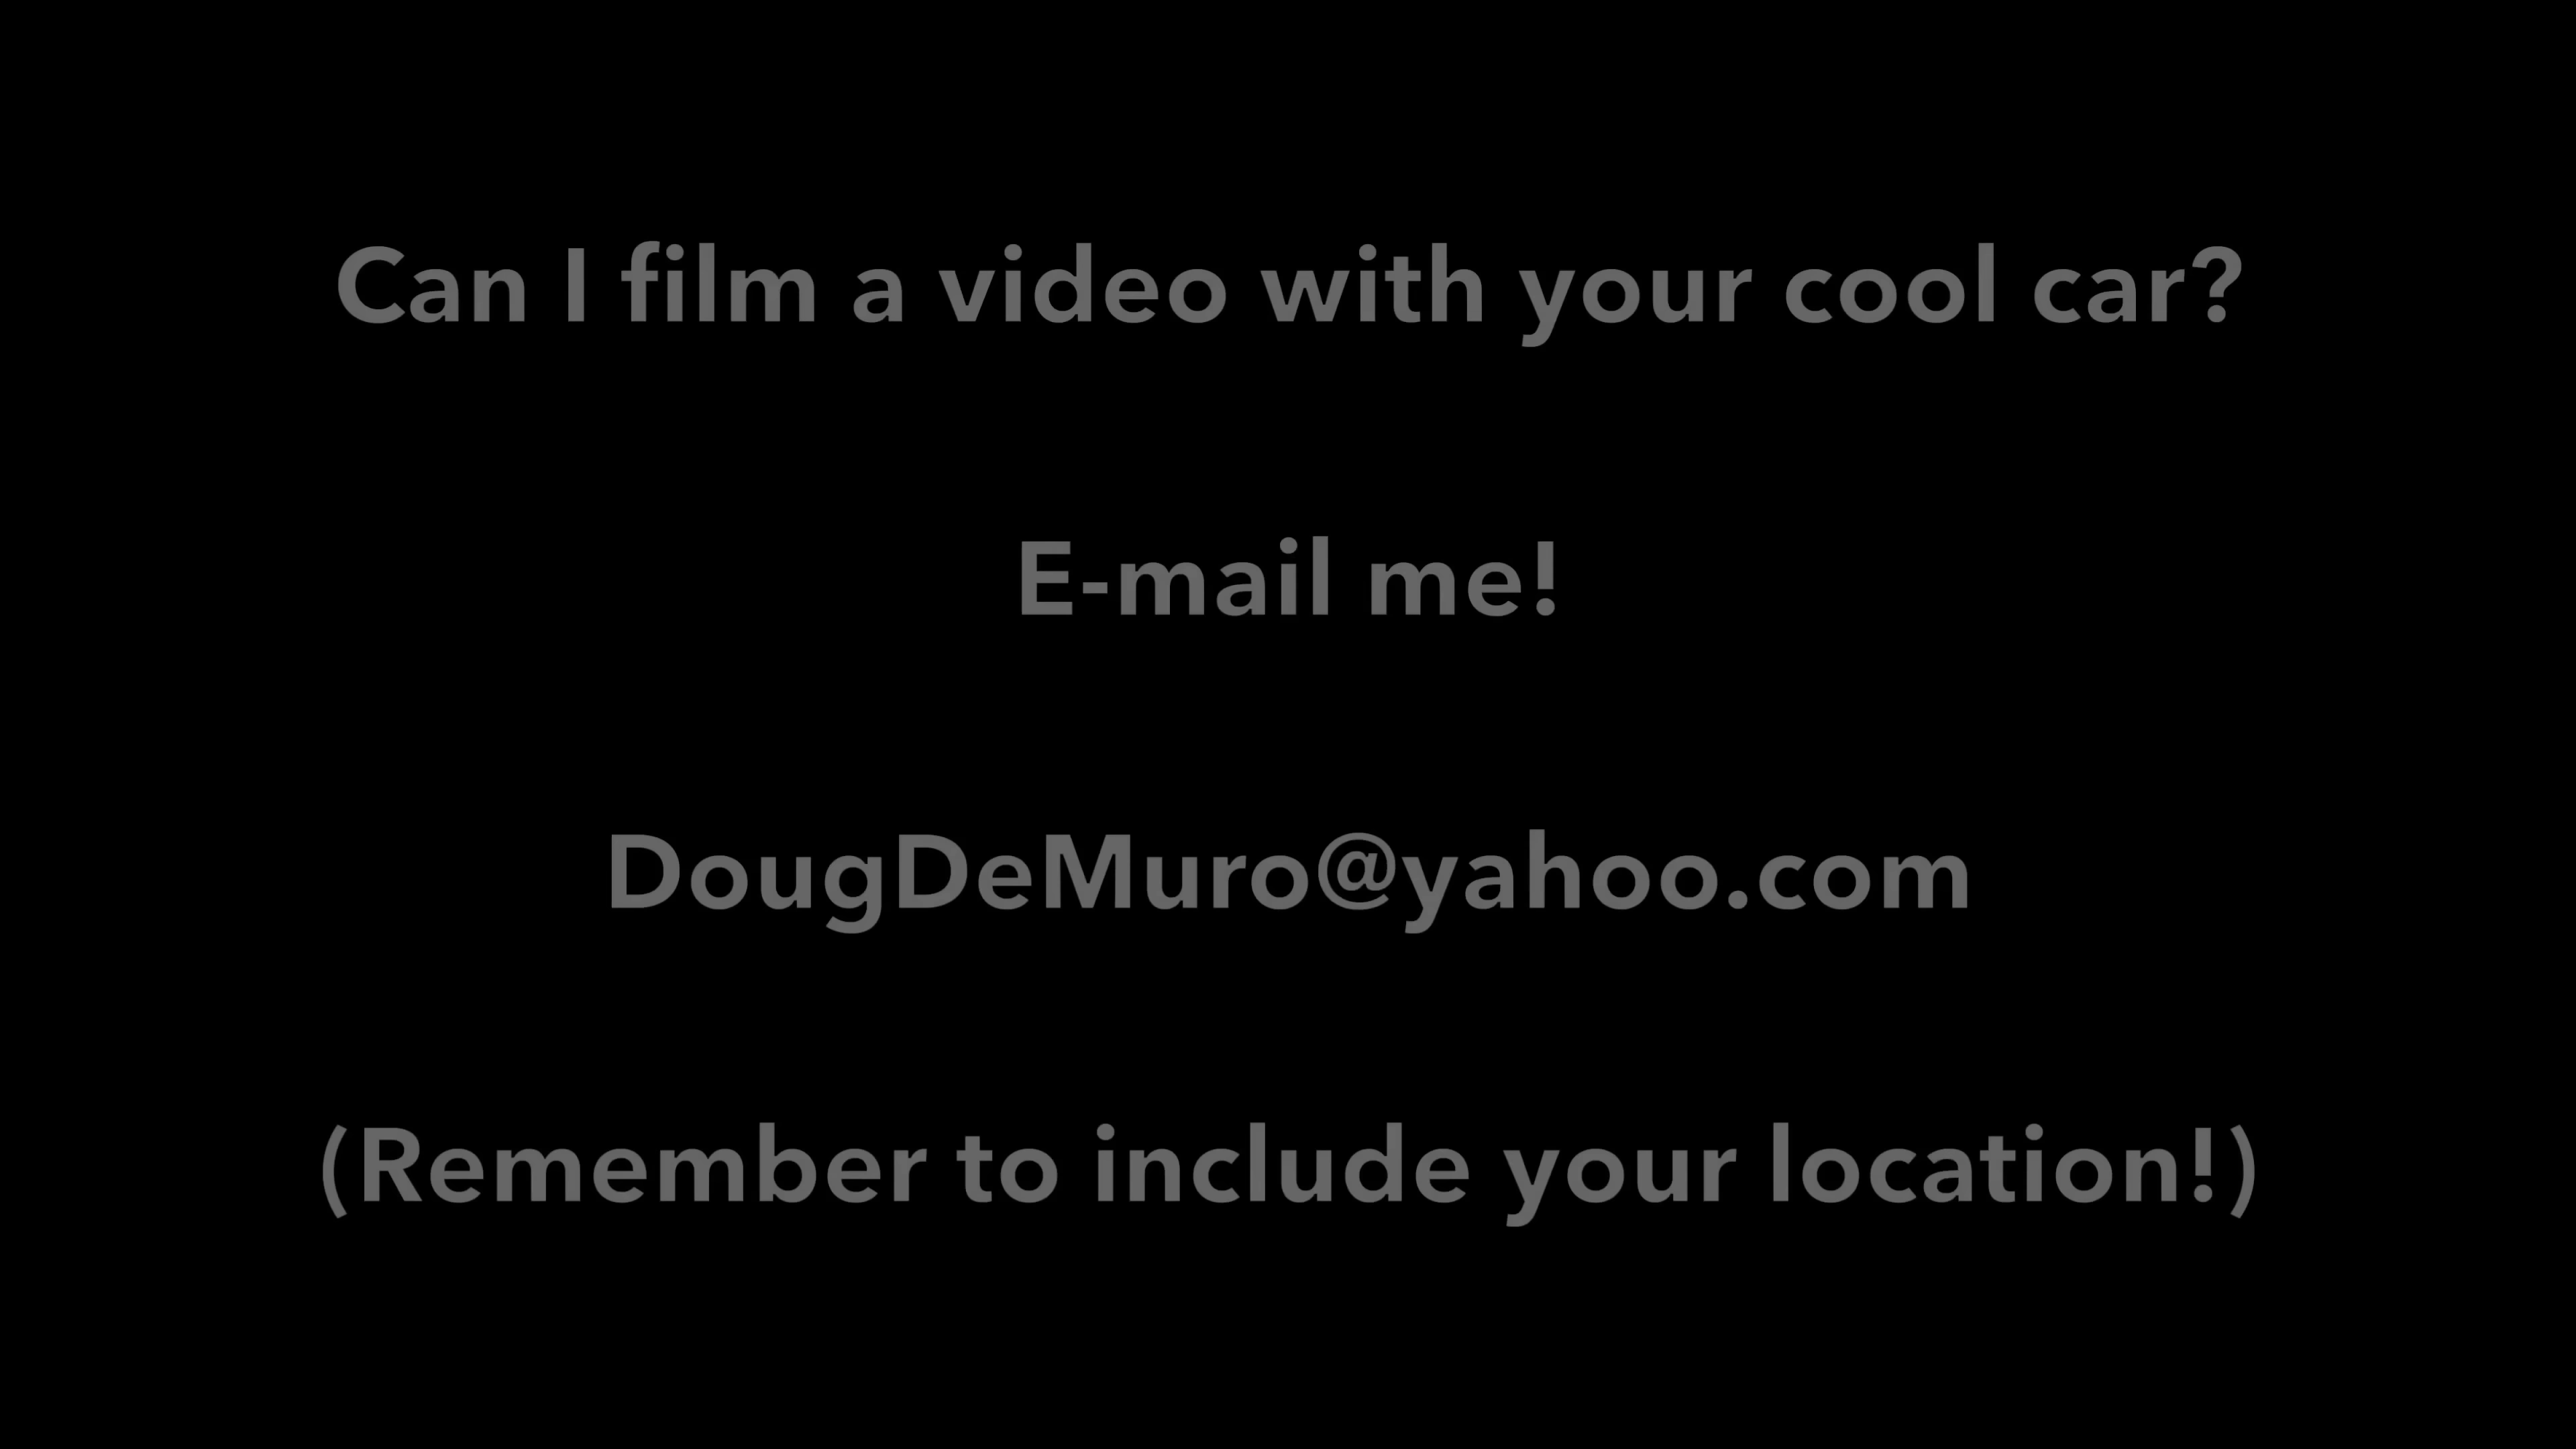 Can I film a video with your cool car?
E-mail me!
DougDeMuro@yahoo.com
(Remember to include your location!)